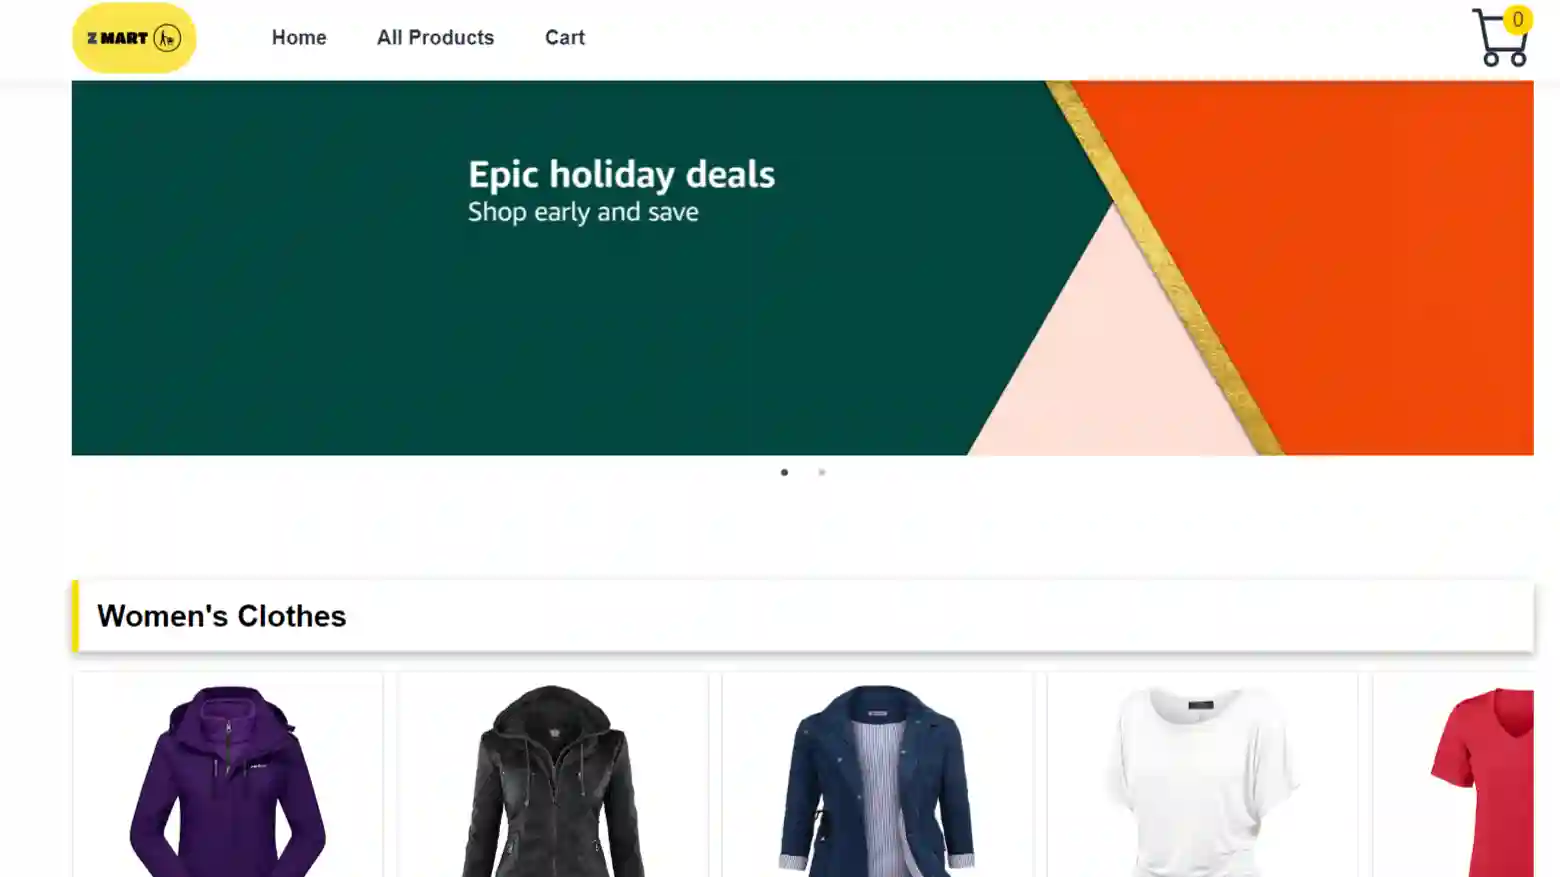 Z MART
Home
All Products
Cart
0
Epic holiday deals
Shop early and save
Women's Clothes